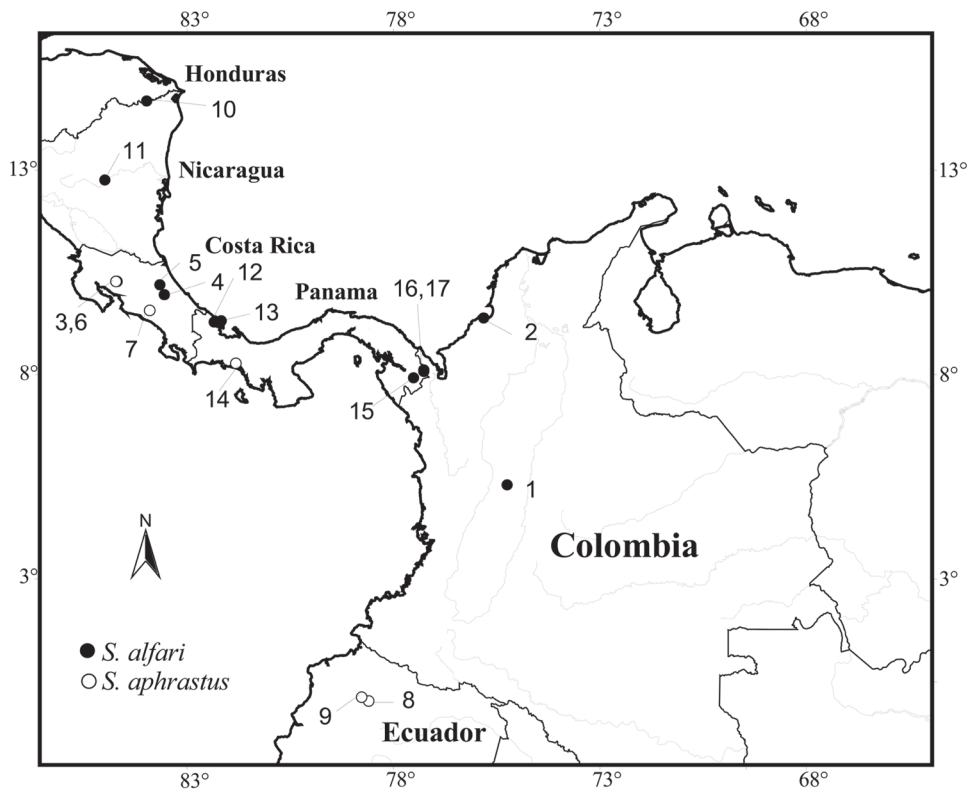 83° 78° 73° 68°
Honduras
10
11
13° 13°
Nicaragua
Costa Rica
5
12
4
Panama
16,17
13
3,6
2
7
8° 8°
14
15
1
N
Colombia
3° 3°
S. alfari
S. aphrastus
9
8
Ecuador
83° 78° 73° 68°